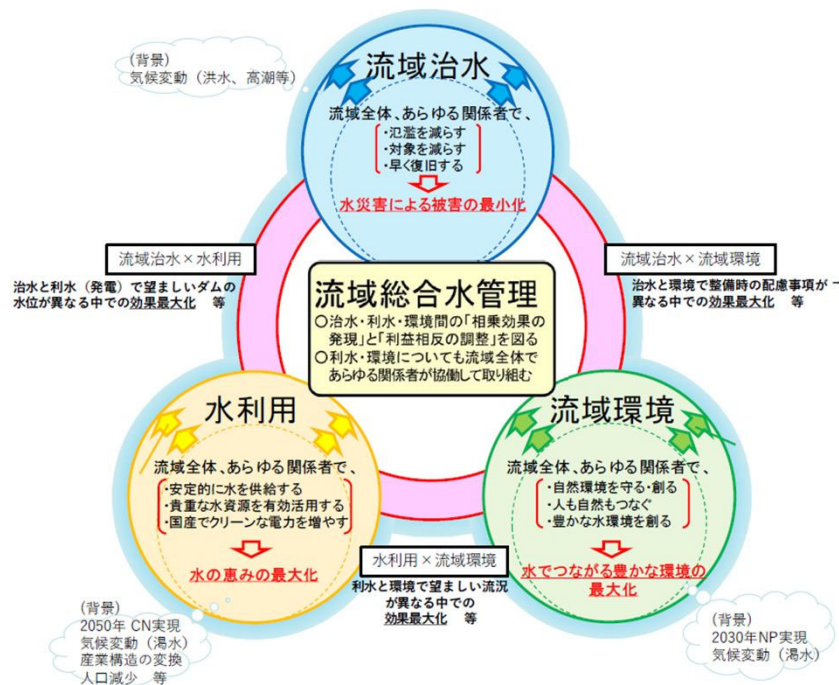 (背景)
気候変動（洪水、高潮等）
流域治水
流域全体、あらゆる関係者で、
・氾濫を減らす
・対象を減らす
・早く復旧する
水災害による被害の最小化
流域治水×水利用
治水と利水（発電）で望ましいダムの
水位が異なる中での効果最大化　等
流域治水×流域環境
治水と環境で整備時の配慮事項が
異なる中での効果最大化　等
流域総合水管理
○治水・利水・環境間の「相乗効果の
発現」と「利益相反の調整」を図る
○利水・環境についても流域全体で
あらゆる関係者が協働して取り組む
水利用
流域全体、あらゆる関係者で、
・安定的に水を供給する
・貴重な水資源を有効活用する
・国産でクリーンな電力を増やす
水の恵みの最大化
流域環境
流域全体、あらゆる関係者で、
・自然環境を守る・創る
・人も自然もつなぐ
・豊かな水環境を創る
水でつながる豊かな環境の
最大化
水利用×流域環境
利水と環境で望ましい流況
が異なる中での
効果最大化　等
(背景)
2050年 CN実現
気候変動（渇水）
産業構造の変換
人口減少　等
(背景)
2030年NP実現
気候変動（渇水）